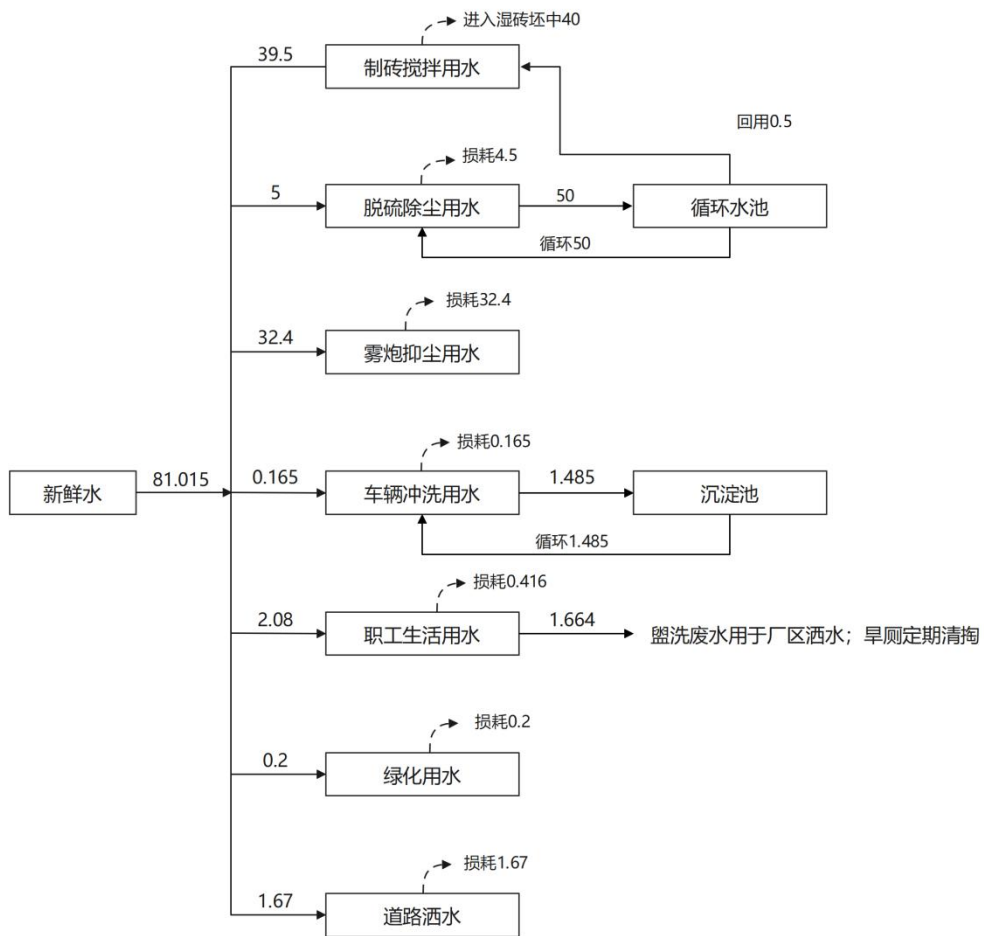 进入湿砖坯中40
39.5
制砖搅拌用水
回用0.5
损耗4.5
5
脱硫除尘用水
50
循环水池
循环50
损耗32.4
32.4
雾炮抑尘用水
损耗0.165
新鲜水
81.015
0.165
车辆冲洗用水
1.485
沉淀池
循环1.485
损耗0.416
2.08
职工生活用水
1.664
盥洗废水用于厂区洒水；旱厕定期清掏
损耗0.2
0.2
绿化用水
损耗1.67
1.67
道路洒水